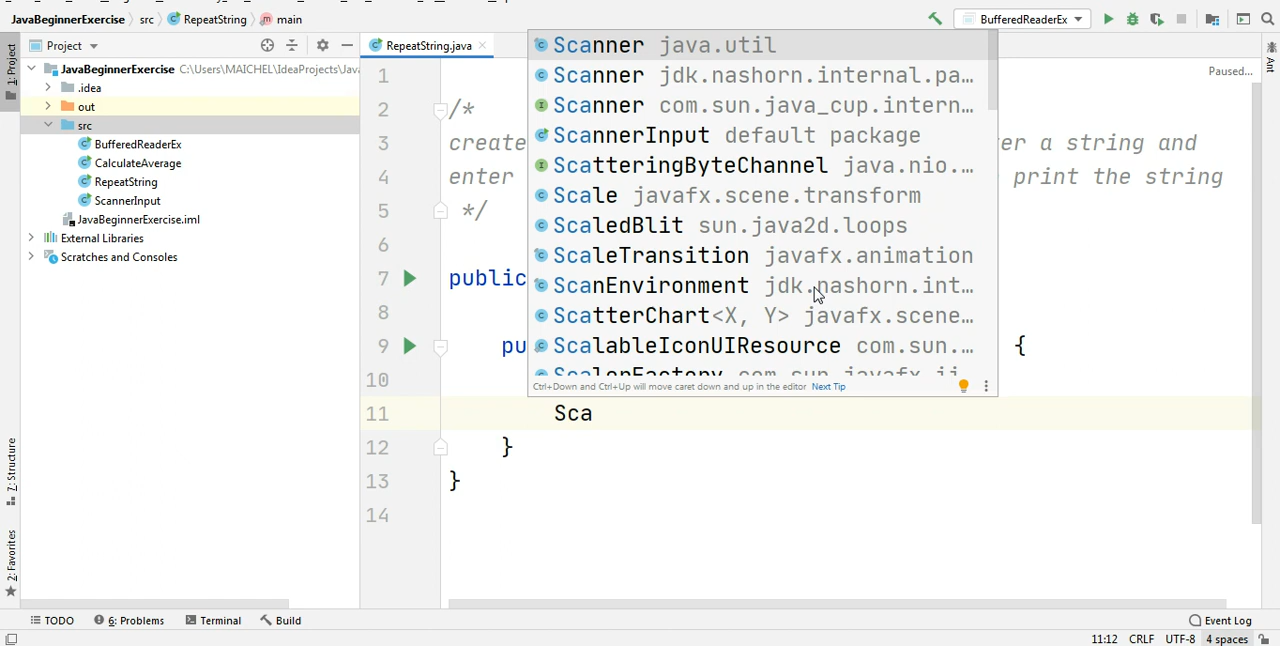 JavaBeginnerExercise src RepeatString main
BufferedReaderEx
1: Project
Project
RepeatString.java
Ant
JavaBeginnerExercise C:\Users\MAICHEL\IdeaProjects\Java
.idea
out
src
BufferedReaderEx
CalculateAverage
RepeatString
ScannerInput
JavaBeginnerExercise.iml
External Libraries
Scratches and Consoles
Z: Structure
2: Favorites
Paused...
1
2 /*
3 create er a string and
4 enter print the string
5 */
6
7 public
8
9 pu {
10
11 Sca
12 }
13 }
14
Scanner java.util
Scanner jdk.nashorn.internal.pa...
Scanner com.sun.java_cup.intern...
ScannerInput default package
ScatteringByteChannel java.nio...
Scale javafx.scene.transform
ScaledBlit sun.java2d.loops
ScaleTransition javafx.animation
ScanEnvironment jdk.nashorn.int...
ScatterChart<X, Y> javafx.scene...
ScalableIconUIResource com.sun....
Ctrl+Down and Ctrl+Up will move caret down and up in the editor Next Tip
TODO 6: Problems Terminal Build Event Log
11:12 CRLF UTF-8 4 spaces